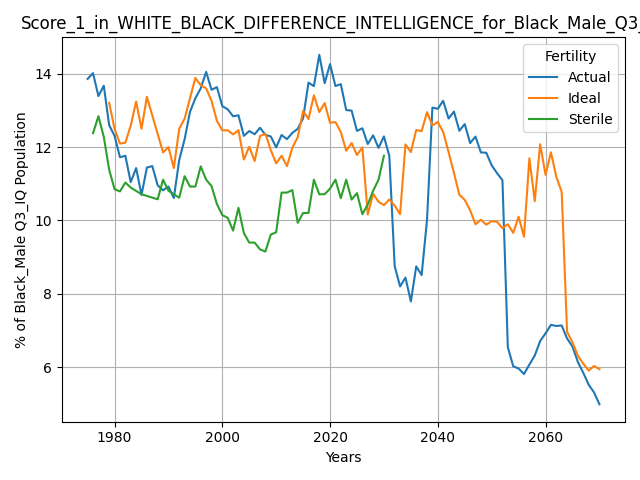 Score_1_in_WHITE_BLACK_DIFFERENCE_INTELLIGENCE_for_Black_Male_Q3_
Fertility
Actual
Ideal
Sterile
% of Black_Male Q3_IQ Population
14
12
10
8
6
1980 2000 2020 2040 2060
Years